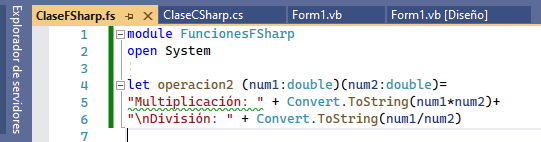 Explorador de servidores
ClaseFSharp.fs ClaseCSharp.cs Form1.vb Form1.vb [Diseño]
1 module FuncionesFSharp
2 open System
3
4 let operacion2 (num1:double)(num2:double)=
5 "Multiplicación: " + Convert.ToString(num1*num2)+
6 "\nDivisión: " + Convert.ToString(num1/num2)
7